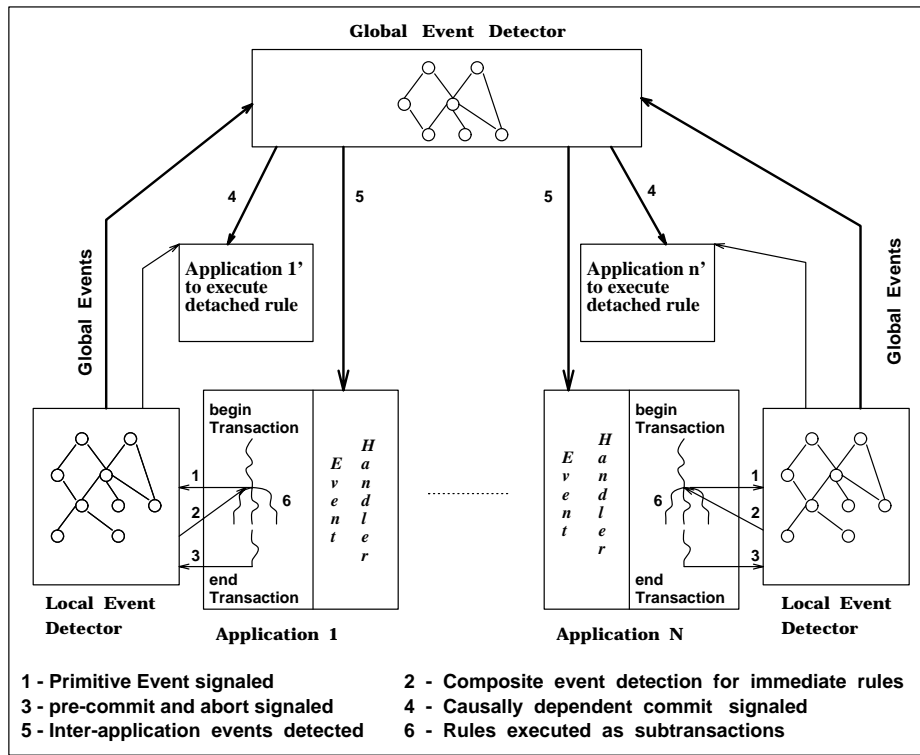 Global Event Detector
4
5
5
4
Global Events
Application 1'
to execute
detached rule
Application n'
to execute
detached rule
Global Events
begin
Transaction
Event
Handler
1
2
6
3
end
Transaction
Event
Handler
begin
Transaction
6
1
2
3
end
Transaction
Local Event
Detector
Application 1
Application N
Local Event
Detector
1 - Primitive Event signaled
2 - Composite event detection for immediate rules
3 - pre-commit and abort signaled
4 - Causally dependent commit signaled
5 - Inter-application events detected
6 - Rules executed as subtransactions